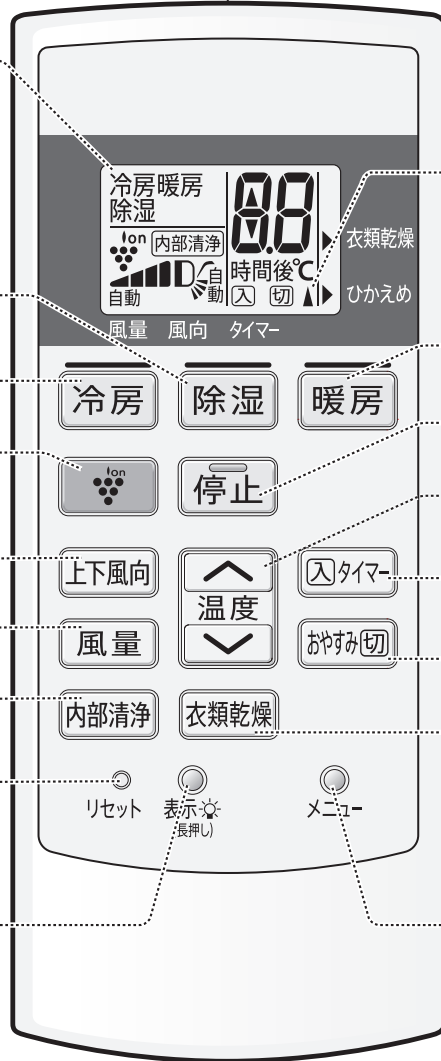 冷房暖房
除湿
88
ion
内部清浄
時間後℃
自動
自動
入 切
衣類乾燥
ひかえめ
風量 風向 タイマー
冷房
除湿
暖房
ion
停止
上下風向
温度
入タイマー
風量
おやすみ切
内部清浄
衣類乾燥
リセット
表示
(長押し)
メニュー